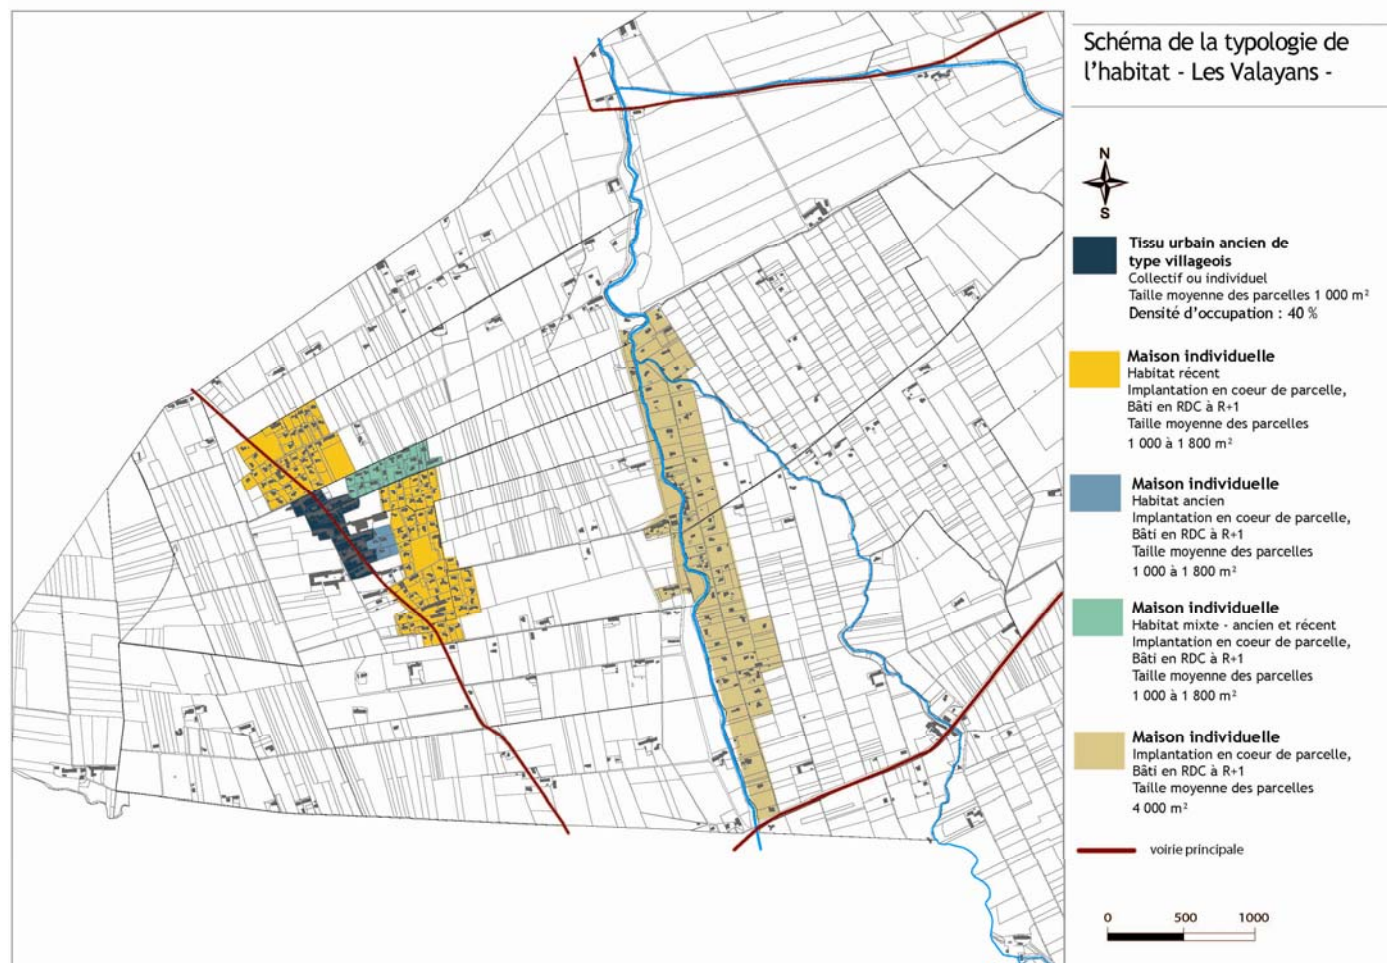 Schéma de la typologie de
l'habitat - Les Valayans -
N
S
Tissu urbain ancien de
type villageois
Collectif ou individuel
Taille moyenne des parcelles 1 000 m²
Densité d'occupation : 40 %
Maison individuelle
Habitat récent
Implantation en coeur de parcelle,
Bâti en RDC à R+1
Taille moyenne des parcelles
1 000 à 1 800 m²
Maison individuelle
Habitat ancien
Implantation en coeur de parcelle,
Bâti en RDC à R+1
Taille moyenne des parcelles
1 000 à 1 800 m²
Maison individuelle
Habitat mixte - ancien et récent
Implantation en coeur de parcelle,
Bâti en RDC à R+1
Taille moyenne des parcelles
1 000 à 1 800 m²
Maison individuelle
Implantation en coeur de parcelle,
Bâti en RDC à R+1
Taille moyenne des parcelles
4 000 m²
voirie principale
0 500 1000